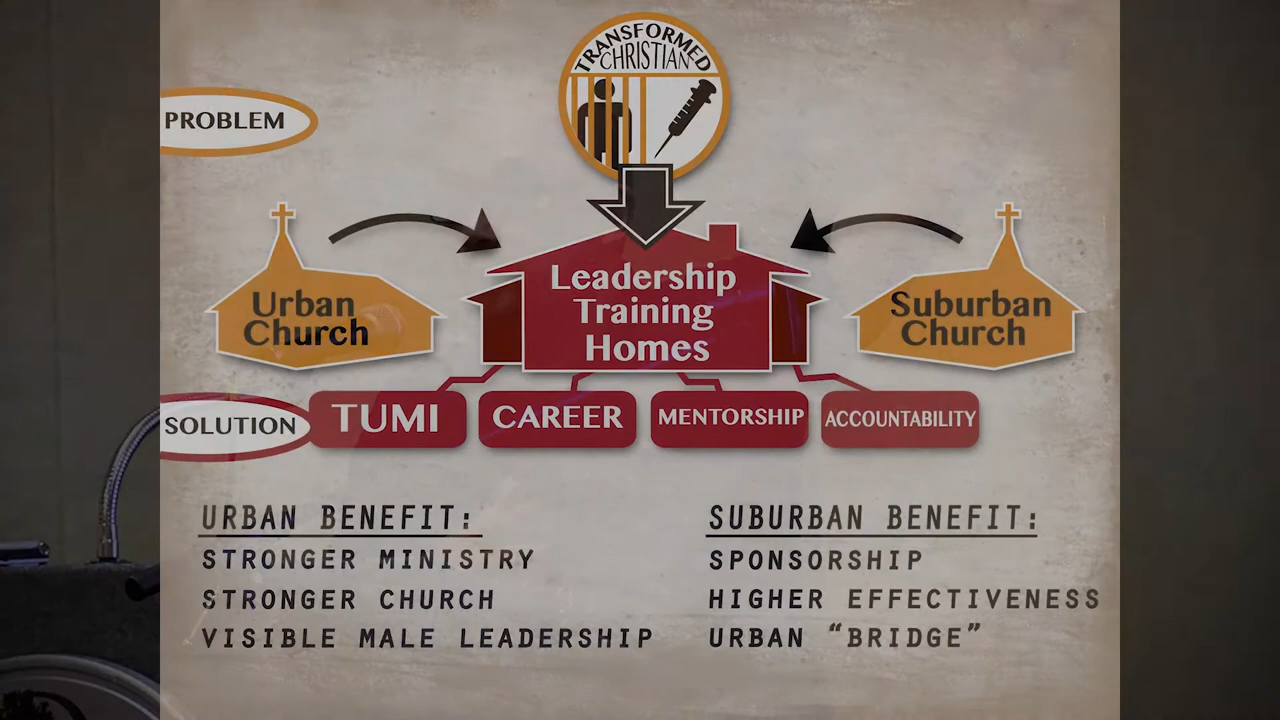 TRANSFORMED
CHRISTIAN
PROBLEM
Leadership
Training
Homes
Urban
Church
Suburban
Church
SOLUTION
TUMI
CAREER
MENTORSHIP
ACCOUNTABILITY
URBAN BENEFIT:
STRONGER MINISTRY
STRONGER CHURCH
VISIBLE MALE LEADERSHIP
SUBURBAN BENEFIT:
SPONSORSHIP
HIGHER EFFECTIVENESS
URBAN “BRIDGE”